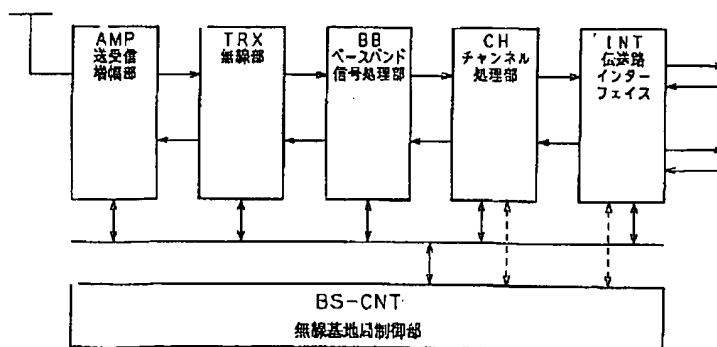 AMP
送受信
増幅部
TRX
無線部
BB
ベースバンド
信号処理部
CH
チャンネル
処理部
INT
伝送路
インター
フェイス
BS-CNT
無線基地局制御部